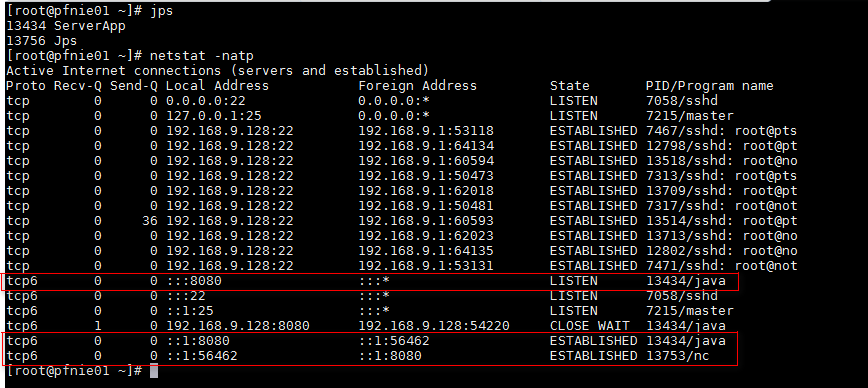 [root@pfnie01 ~]# jps
13434 ServerApp
13756 Jps
[root@pfnie01 ~]# netstat -natp
Active Internet connections (servers and established)
Proto Recv-Q Send-Q Local Address Foreign Address State PID/Program name
tcp 0 0 0.0.0.0:22 0.0.0.0:* LISTEN 7058/sshd
tcp 0 0 127.0.0.1:25 0.0.0.0:* LISTEN 7215/master
tcp 0 0 192.168.9.128:22 192.168.9.1:53118 ESTABLISHED 7467/sshd: root@pts
tcp 0 0 192.168.9.128:22 192.168.9.1:64134 ESTABLISHED 12798/sshd: root@pt
tcp 0 0 192.168.9.128:22 192.168.9.1:60594 ESTABLISHED 13518/sshd: root@no
tcp 0 0 192.168.9.128:22 192.168.9.1:50473 ESTABLISHED 7313/sshd: root@pts
tcp 0 0 192.168.9.128:22 192.168.9.1:62018 ESTABLISHED 13709/sshd: root@pt
tcp 0 0 192.168.9.128:22 192.168.9.1:50481 ESTABLISHED 7317/sshd: root@not
tcp 0 36 192.168.9.128:22 192.168.9.1:60593 ESTABLISHED 13514/sshd: root@pt
tcp 0 0 192.168.9.128:22 192.168.9.1:62023 ESTABLISHED 13713/sshd: root@no
tcp 0 0 192.168.9.128:22 192.168.9.1:64135 ESTABLISHED 12802/sshd: root@no
tcp 0 0 192.168.9.128:22 192.168.9.1:53131 ESTABLISHED 7471/sshd: root@not
tcp6 0 0 :::8080 :::* LISTEN 13434/java
tcp6 0 0 :::22 :::* LISTEN 7058/sshd
tcp6 0 0 ::1:25 :::* LISTEN 7215/master
tcp6 1 0 192.168.9.128:8080 192.168.9.128:54220 CLOSE_WAIT 13434/java
tcp6 0 0 ::1:8080 ::1:56462 ESTABLISHED 13434/java
tcp6 0 0 ::1:56462 ::1:8080 ESTABLISHED 13753/nc
[root@pfnie01 ~]#